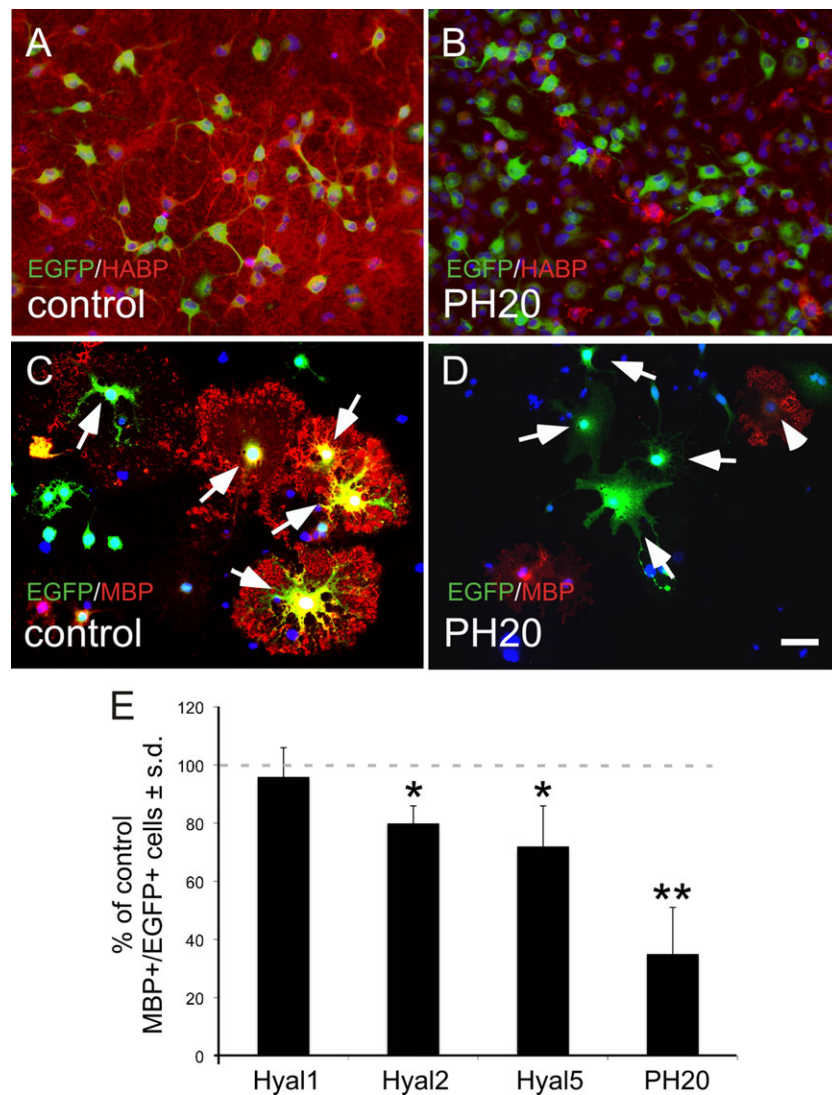 A
EGFP/HABP
control
B
EGFP/HABP
PH20
C
EGFP/MBP
control
D
EGFP/MBP
PH20
E
% of control
MBP+/EGFP+ cells ± s.d.
120
100
80
60
40
20
0
*
*
**
Hyal1
Hyal2
Hyal5
PH20